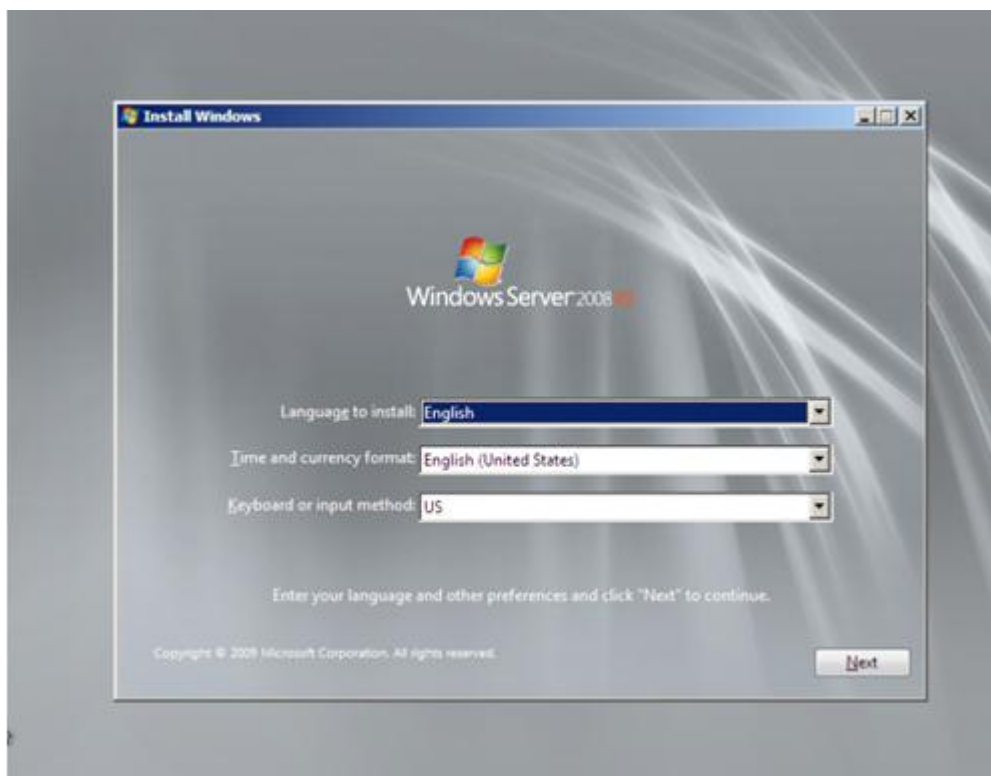 Install Windows
Windows Server 2008 R2
Language to install: English
Time and currency format: English (United States)
Keyboard or input method: US
Enter your language and other preferences and click "Next" to continue.
Copyright © 2009 Microsoft Corporation. All rights reserved.
Next